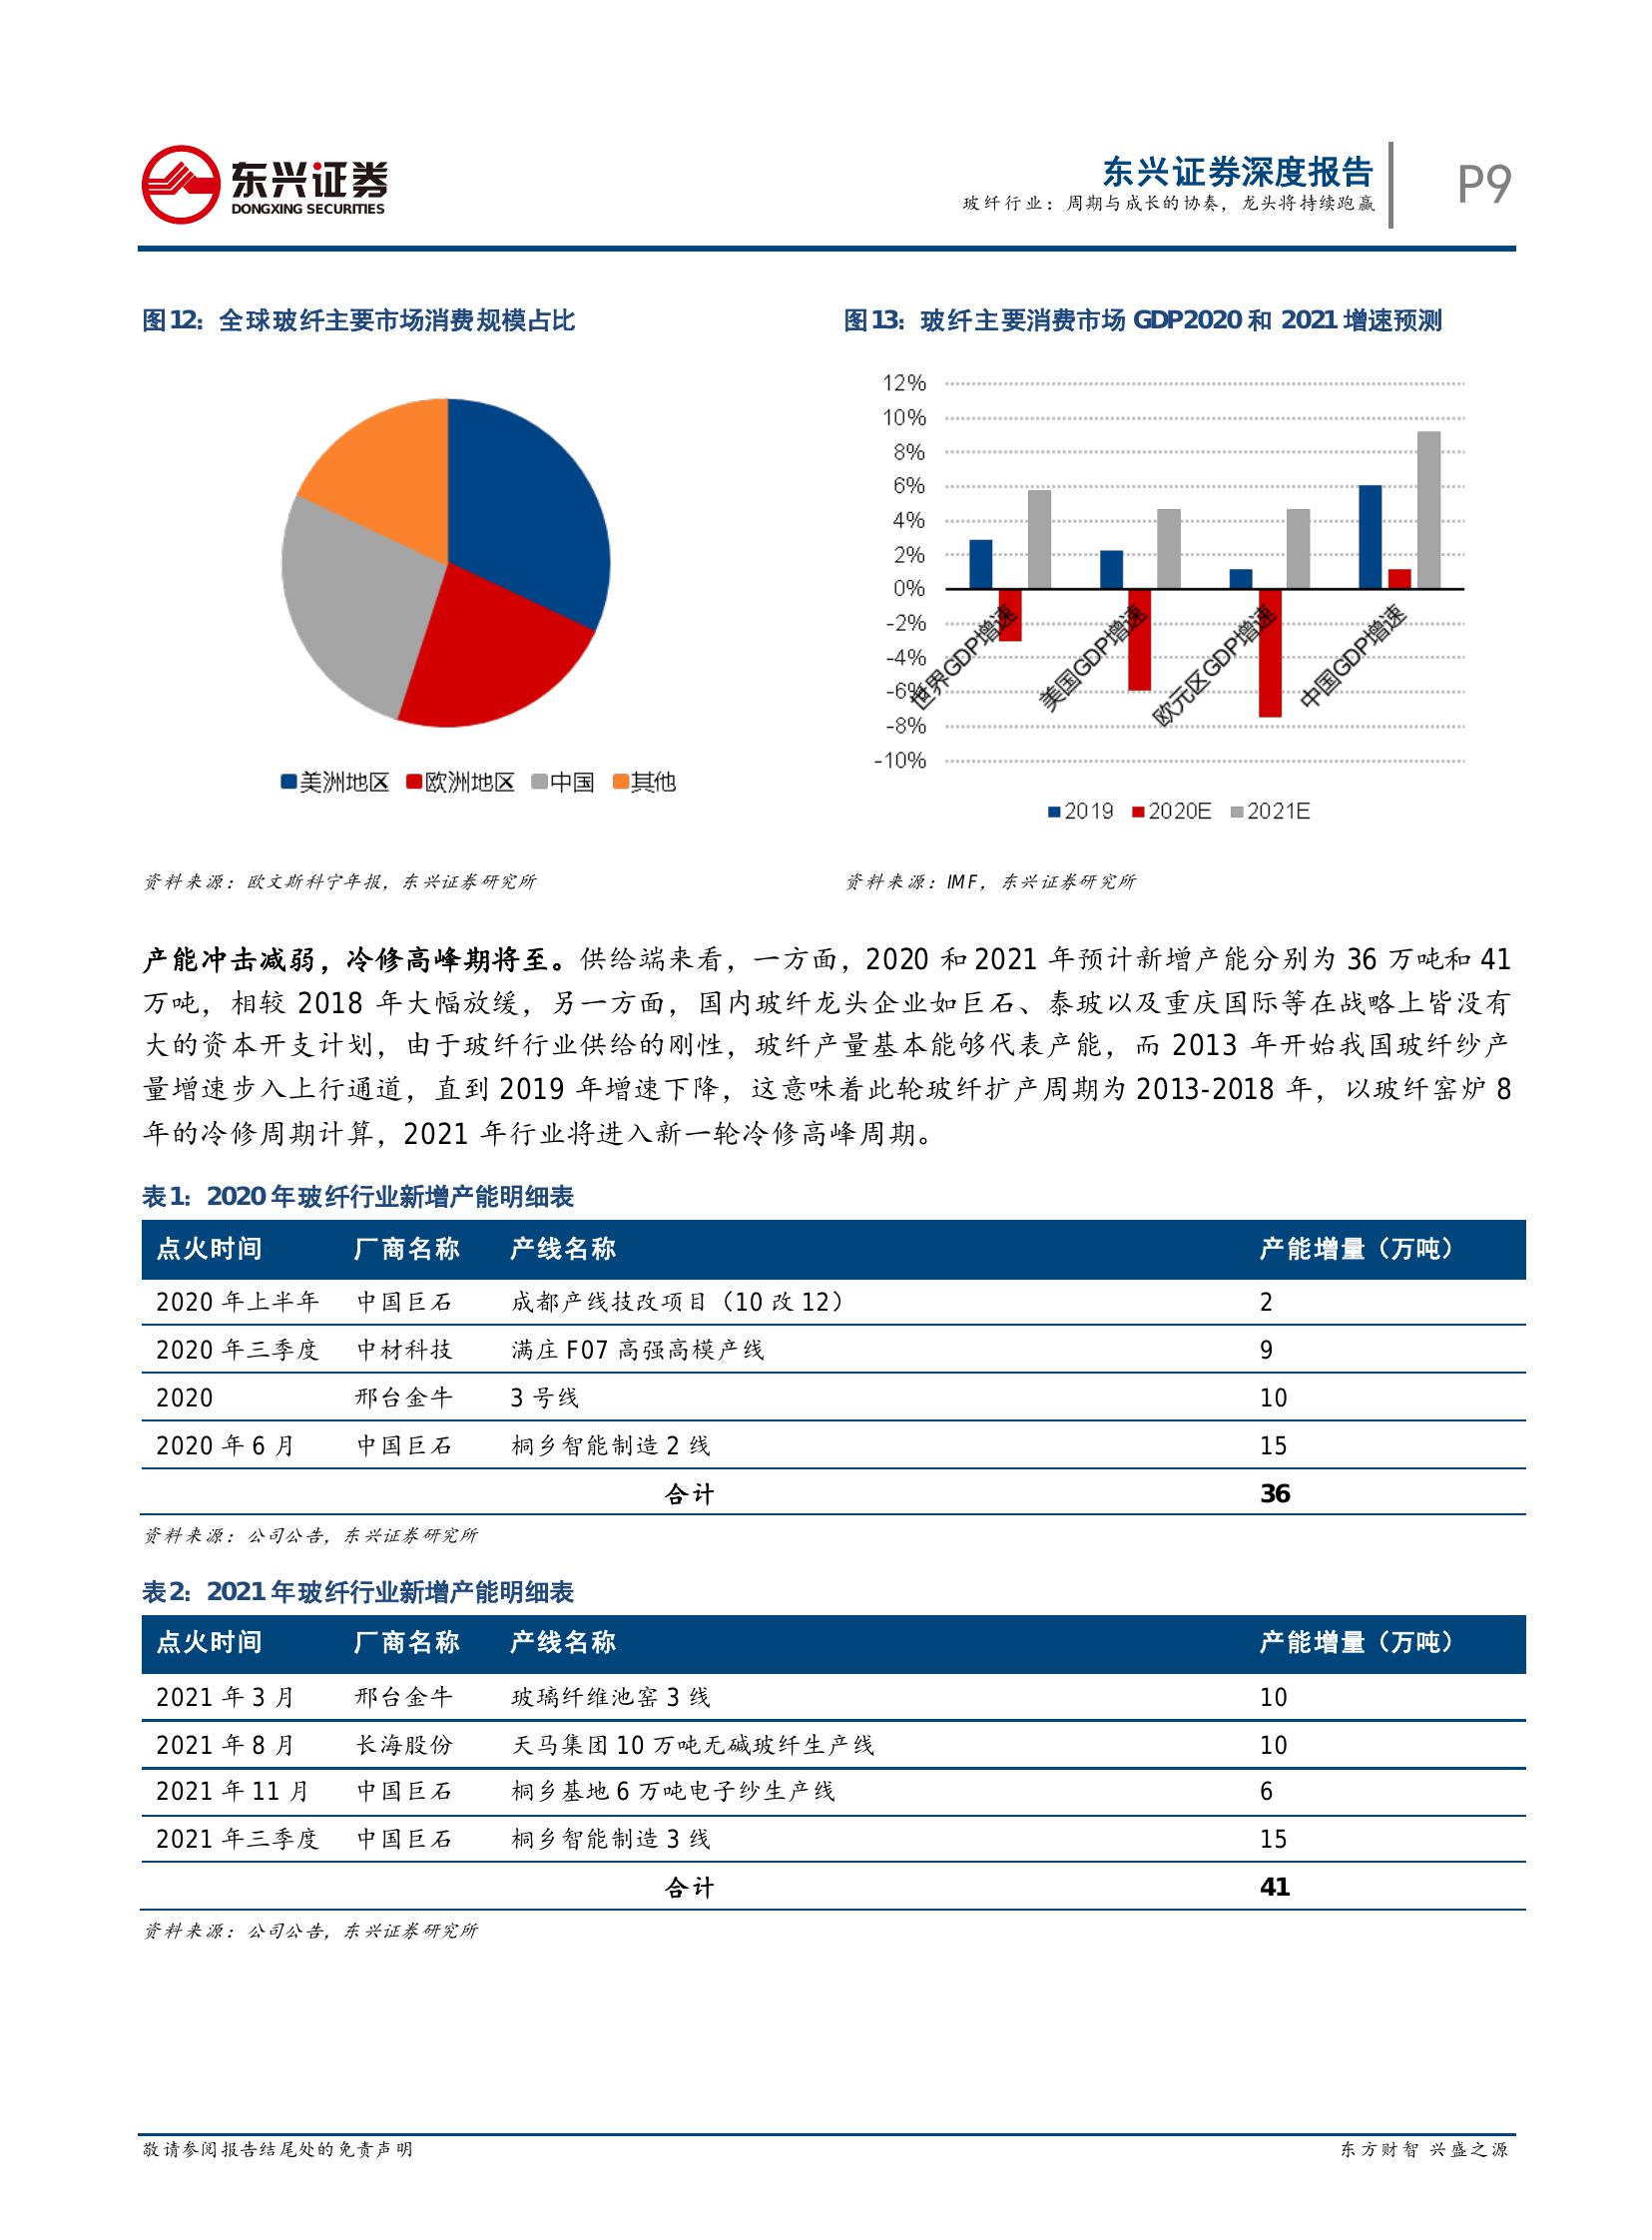 东兴证券
DONGXING SECURITIES
东兴证券深度报告
玻纤行业：周期与成长的协奏，龙头将持续跑赢
P9
图12：全球玻纤主要市场消费规模占比
美洲地区 欧洲地区 中国 其他
资料来源：欧文斯科宁年报，东兴证券研究所
图13：玻纤主要消费市场 GDP2020 和 2021 增速预测
12%
10%
8%
6%
4%
2%
0%
-2%
-4%
-6%
-8%
-10%
世界GDP增速
美国GDP增速
欧元区GDP增速
中国GDP增速
2019 2020E 2021E
资料来源：IMF，东兴证券研究所
产能冲击减弱，冷修高峰期将至。供给端来看，一方面，2020 和 2021 年预计新增产能分别为 36 万吨和 41
万吨，相较 2018 年大幅放缓，另一方面，国内玻纤龙头企业如巨石、泰玻以及重庆国际等在战略上皆没有
大的资本开支计划，由于玻纤行业供给的刚性，玻纤产量基本能够代表产能，而 2013 年开始我国玻纤纱产
量增速步入上行通道，直到 2019 年增速下降，这意味着此轮玻纤扩产周期为 2013-2018 年，以玻纤窑炉 8
年的冷修周期计算，2021 年行业将进入新一轮冷修高峰周期。
表1：2020 年玻纤行业新增产能明细表
点火时间 厂商名称 产线名称 产能增量（万吨）
2020 年上半年 中国巨石 成都产线技改项目（10 改 12） 2
2020 年三季度 中材科技 满庄 F07 高强高模产线 9
2020 邢台金牛 3 号线 10
2020 年 6 月 中国巨石 桐乡智能制造 2 线 15
合计 36
资料来源：公司公告，东兴证券研究所
表2：2021 年玻纤行业新增产能明细表
点火时间 厂商名称 产线名称 产能增量（万吨）
2021 年 3 月 邢台金牛 玻璃纤维池窑 3 线 10
2021 年 8 月 长海股份 天马集团 10 万吨无碱玻纤生产线 10
2021 年 11 月 中国巨石 桐乡基地 6 万吨电子纱生产线 6
2021 年三季度 中国巨石 桐乡智能制造 3 线 15
合计 41
资料来源：公司公告，东兴证券研究所
敬请参阅报告结尾处的免责声明
东方财智 兴盛之源